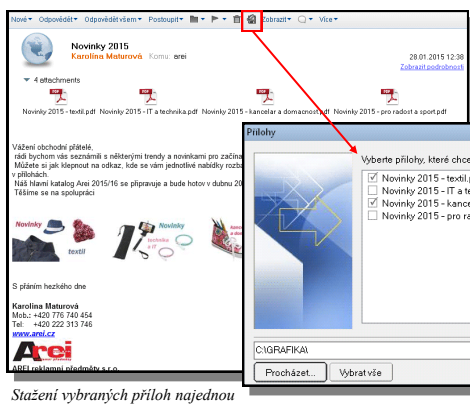 Nové Odpovědět Odpovědět všem Postoupit Zobrazit Více
Novinky 2015
Karolína Maturová Komu: arei
28.01.2015 12:38
Zobrazit podrobnosti
4 attachments
Novinky 2015 - textil.pdf Novinky 2015 - IT a technika.pdf Novinky 2015 - kancelar a domacnost.pdf Novinky 2015 - pro radost a sport.pdf
Vážení obchodní přátelé,
rádi bychom vás seznámili s některými trendy a novinkami pro začína
Můžete si jak klepnout na odkaz, kde se vám jednotlivé nabídky rozba
v přílohách.
Náš hlavní katalog Arei 2015/16 se připravuje a bude hotov v dubnu 20
Těšíme se na spolupráci
Novinky
textil
Novinky
technika
a IT
S přáním hezkého dne
Karolína Maturová
Mob.: +420 776 740 454
Tel: +420 222 313 746
www.arei.cz
Arei
AREI reklamní předměty s.r.o.
Přílohy
Vyberte přílohy, které chce
Novinky 2015 - textil.p
Novinky 2015 - IT a te
Novinky 2015 - kance
Novinky 2015 - pro ra
C:\GRAFIKA\
Procházet... Vybrat vše
Stažení vybraných příloh najednou